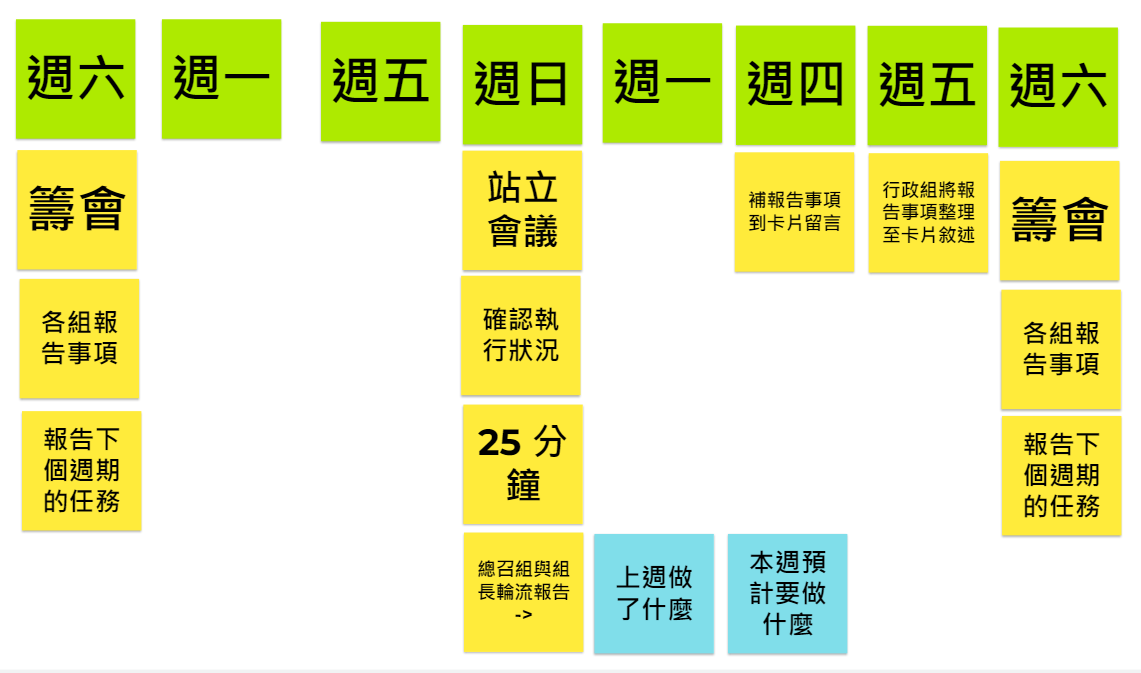 週六
週一
週五
週日
週一
週四
週五
週六
籌會
站立
會議
補報告事項
到卡片留言
行政組將報
告事項整理
至卡片敘述
籌會
各組報
告事項
確認執
行狀況
各組報
告事項
報告下
個週期
的任務
25 分
鐘
報告下
個週期
的任務
總召組與組
長輪流報告
->
上週做
了什麼
本週預
計要做
什麼